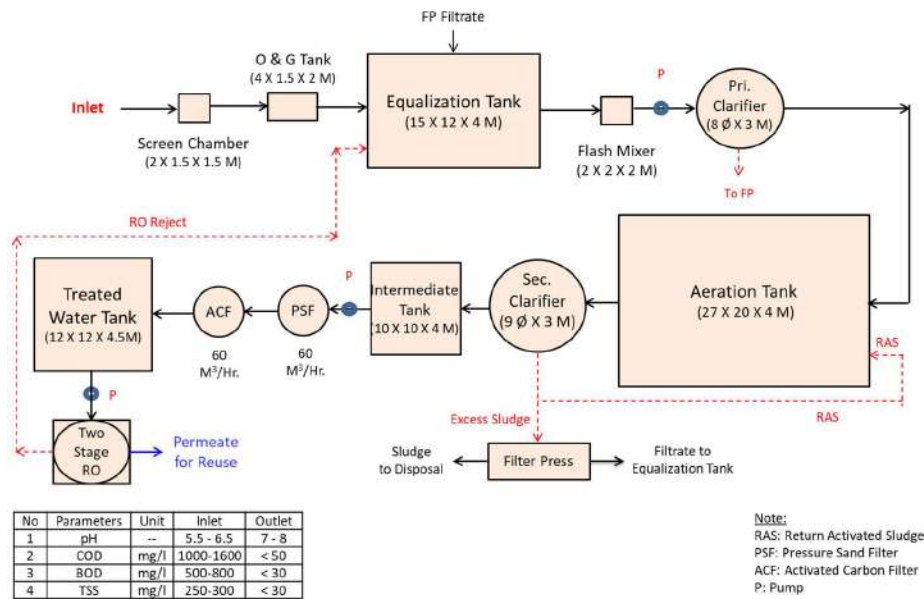 FP Filtrate
O & G Tank
(4 X 1.5 X 2 M)
Inlet
Screen Chamber
(2 X 1.5 X 1.5 M)
Equalization Tank
(15 X 12 X 4 M)
P
Flash Mixer
(2 X 2 X 2 M)
Pri.
Clarifier
(8 Ø X 3 M)
To FP
RO Reject
Treated
Water Tank
(12 X 12 X 4.5M)
ACF
60
M³/Hr.
PSF
60
M³/Hr.
P
Intermediate
Tank
(10 X 10 X 4 M)
Sec.
Clarifier
(9 Ø X 3 M)
Aeration Tank
(27 X 20 X 4 M)
RAS
RAS
P
Two
Stage
RO
Permeate
for Reuse
Excess Sludge
Sludge
to Disposal
Filter Press
Filtrate to
Equalization Tank
No Parameters Unit Inlet Outlet
1 pH -- 5.5 - 6.5 7 - 8
2 COD mg/l 1000-1600 < 50
3 BOD mg/l 500-800 < 30
4 TSS mg/l 250-300 < 30
Note:
RAS: Return Activated Sludge
PSF: Pressure Sand Filter
ACF: Activated Carbon Filter
P: Pump